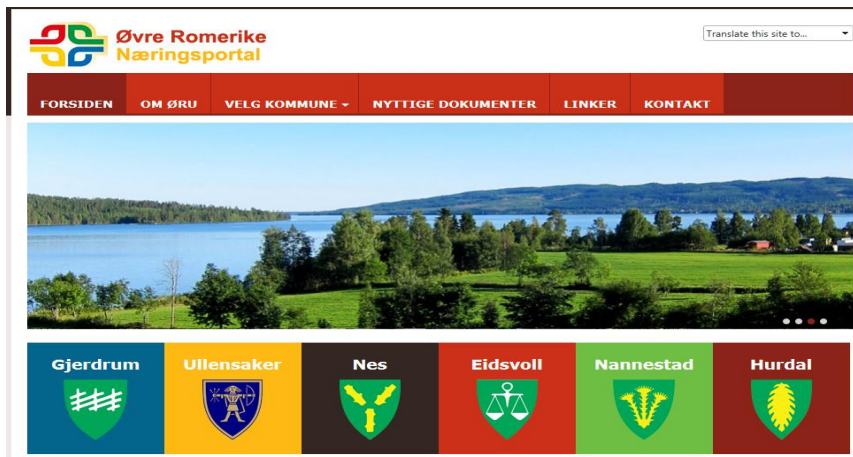 Øvre Romerike
Næringsportal
Translate this site to...
FORSIDEN OM ØRU VELG KOMMUNE NYTTIGE DOKUMENTER LINKER KONTAKT
Gjerdrum Ullensaker Nes Eidsvoll Nannestad Hurdal